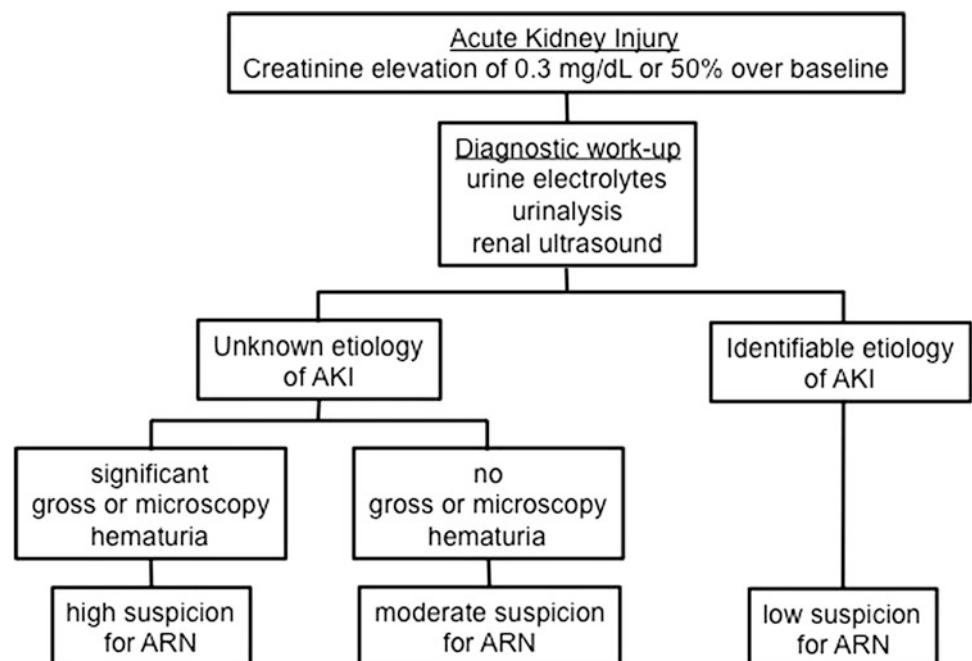 Acute Kidney Injury
Creatinine elevation of 0.3 mg/dL or 50% over baseline
Diagnostic work-up
urine electrolytes
urinalysis
renal ultrasound
Unknown etiology
of AKI
Identifiable etiology
of AKI
significant
gross or microscopy
hematuria
no
gross or microscopy
hematuria
high suspicion
for ARN
moderate suspicion
for ARN
low suspicion
for ARN